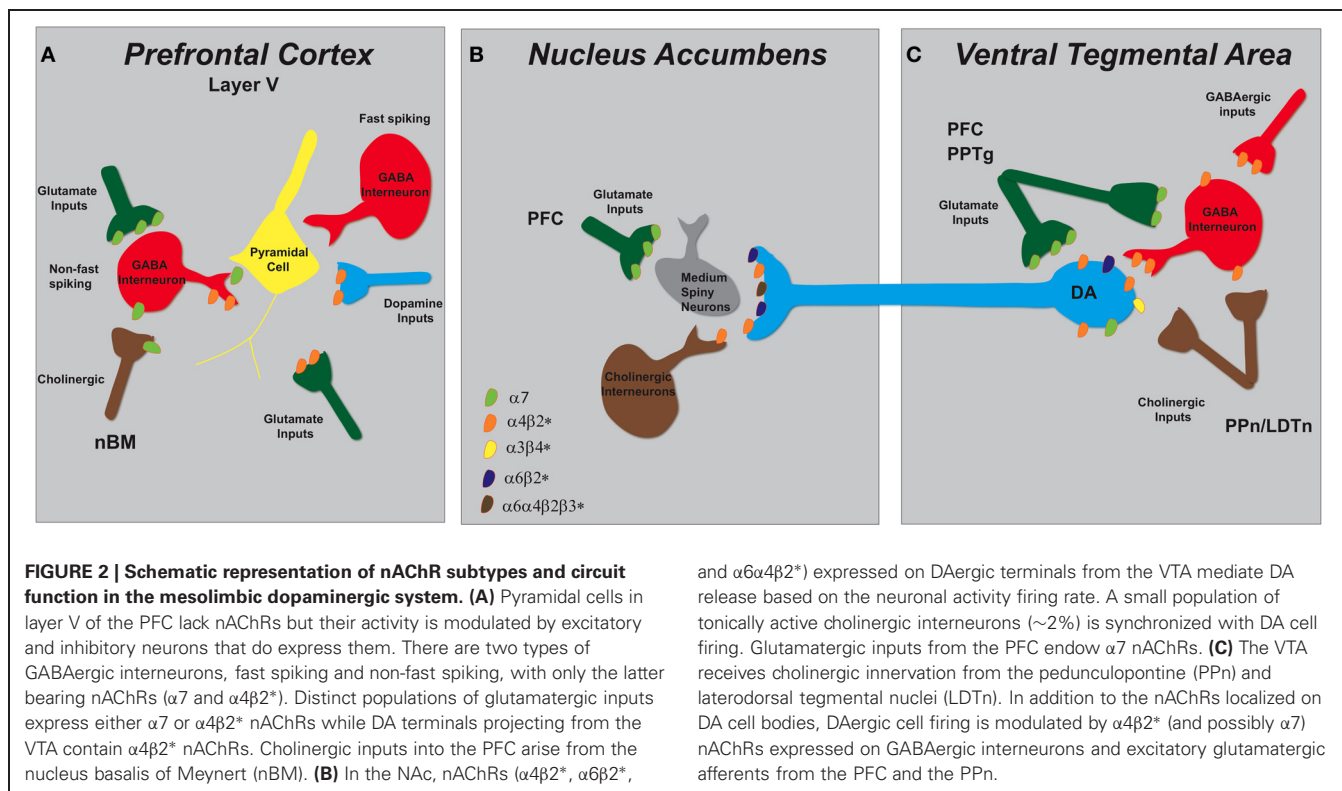 A
Prefrontal Cortex
Layer V
Fast spiking
GABA
Interneuron
Glutamate
Inputs
Pyramidal
Cell
Non-fast
spiking
GABA
Interneuron
Dopamine
Inputs
Cholinergic
nBM
Glutamate
Inputs
B
Nucleus Accumbens
PFC
Glutamate
Inputs
Medium
Spiny
Neurons
Cholinergic
Interneurons
α7
α4β2*
α3β4*
α6β2*
α6α4β2β3*
C
Ventral Tegmental Area
GABAergic
inputs
PFC
PPTg
Glutamate
Inputs
GABA
Interneuron
DA
Cholinergic
Inputs
PPn/LDTn
FIGURE 2 | Schematic representation of nAChR subtypes and circuit
function in the mesolimbic dopaminergic system. (A) Pyramidal cells in
layer V of the PFC lack nAChRs but their activity is modulated by excitatory
and inhibitory neurons that do express them. There are two types of
GABAergic interneurons, fast spiking and non-fast spiking, with only the latter
bearing nAChRs (α7 and α4β2*). Distinct populations of glutamatergic inputs
express either α7 or α4β2* nAChRs while DA terminals projecting from the
VTA contain α4β2* nAChRs. Cholinergic inputs into the PFC arise from the
nucleus basalis of Meynert (nBM). (B) In the NAc, nAChRs (α4β2*, α6β2*,
and α6α4β2*) expressed on DAergic terminals from the VTA mediate DA
release based on the neuronal activity firing rate. A small population of
tonically active cholinergic interneurons (∼2%) is synchronized with DA cell
firing. Glutamatergic inputs from the PFC endow α7 nAChRs. (C) The VTA
receives cholinergic innervation from the pedunculopontine (PPn) and
laterodorsal tegmental nuclei (LDTn). In addition to the nAChRs localized on
DA cell bodies, DAergic cell firing is modulated by α4β2* (and possibly α7)
nAChRs expressed on GABAergic interneurons and excitatory glutamatergic
afferents from the PFC and the PPn.